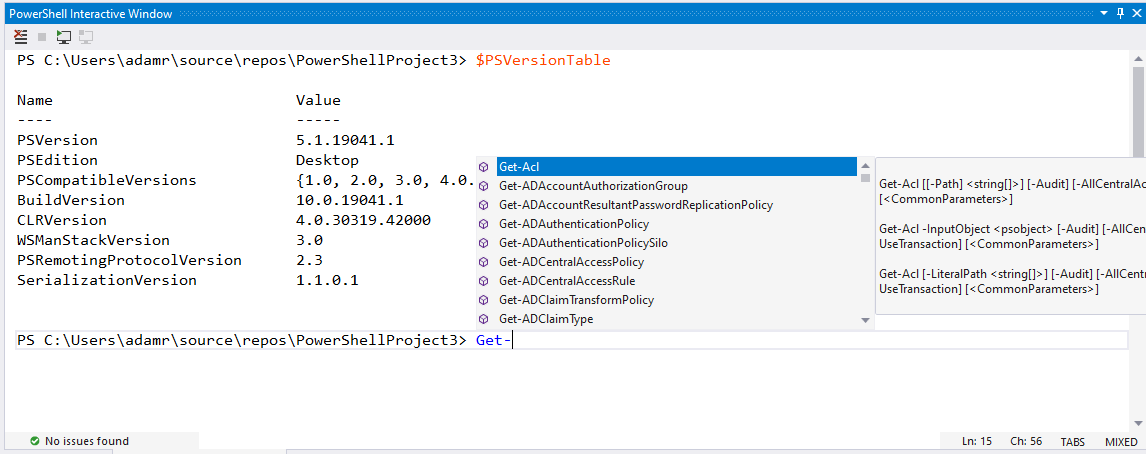 PowerShell Interactive Window
PS C:\Users\adamr\source\repos\PowerShellProject3> $PSVersionTable
Name Value
---- -----
PSVersion 5.1.19041.1
PSEdition Desktop
PSCompatibleVersions {1.0, 2.0, 3.0, 4.0.
BuildVersion 10.0.19041.1
CLRVersion 4.0.30319.42000
WSManStackVersion 3.0
PSRemotingProtocolVersion 2.3
SerializationVersion 1.1.0.1
Get-Acl
Get-ADAccountAuthorizationGroup
Get-ADAccountResultantPasswordReplicationPolicy
Get-ADAuthenticationPolicy
Get-ADAuthenticationPolicySilo
Get-ADCentralAccessPolicy
Get-ADCentralAccessRule
Get-ADClaimTransformPolicy
Get-ADClaimType
Get-Acl [[-Path] <string[]>] [-Audit] [-AllCentralAc
[<CommonParameters>]
Get-Acl -InputObject <psobject> [-Audit] [-AllCen
UseTransaction] [<CommonParameters>]
Get-Acl [-LiteralPath <string[]>] [-Audit] [-AllCentr
UseTransaction] [<CommonParameters>]
PS C:\Users\adamr\source\repos\PowerShellProject3> Get-
No issues found
Ln: 15 Ch: 56 TABS MIXED